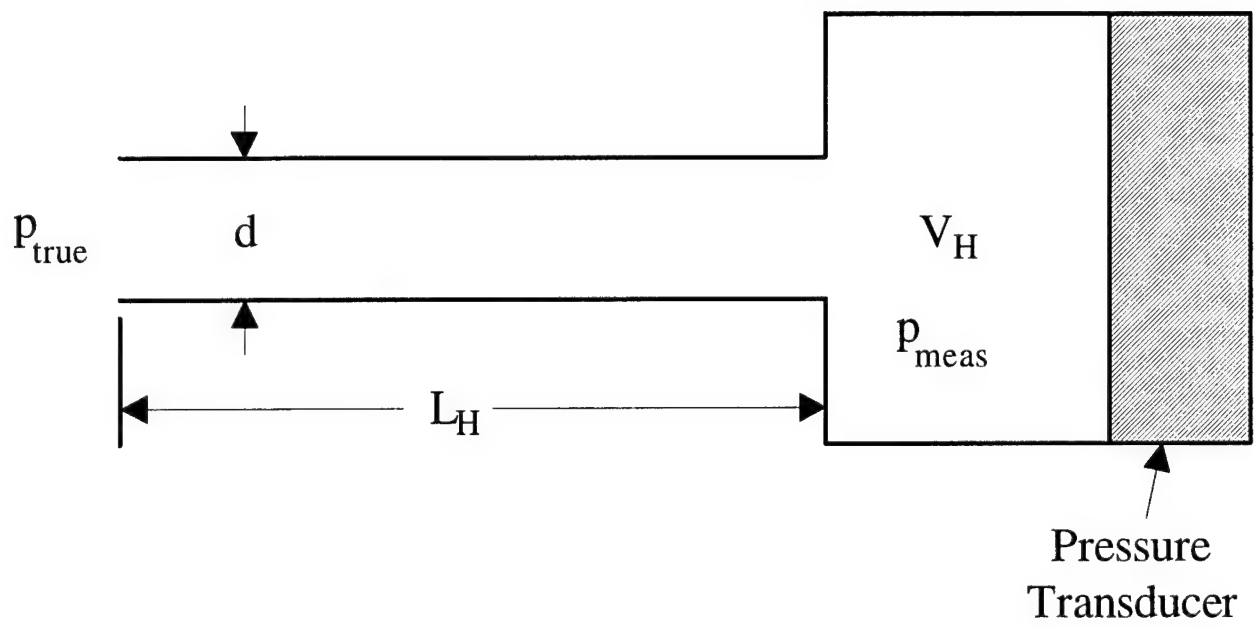 p_true
d
V_H
p_meas
L_H
Pressure
Transducer